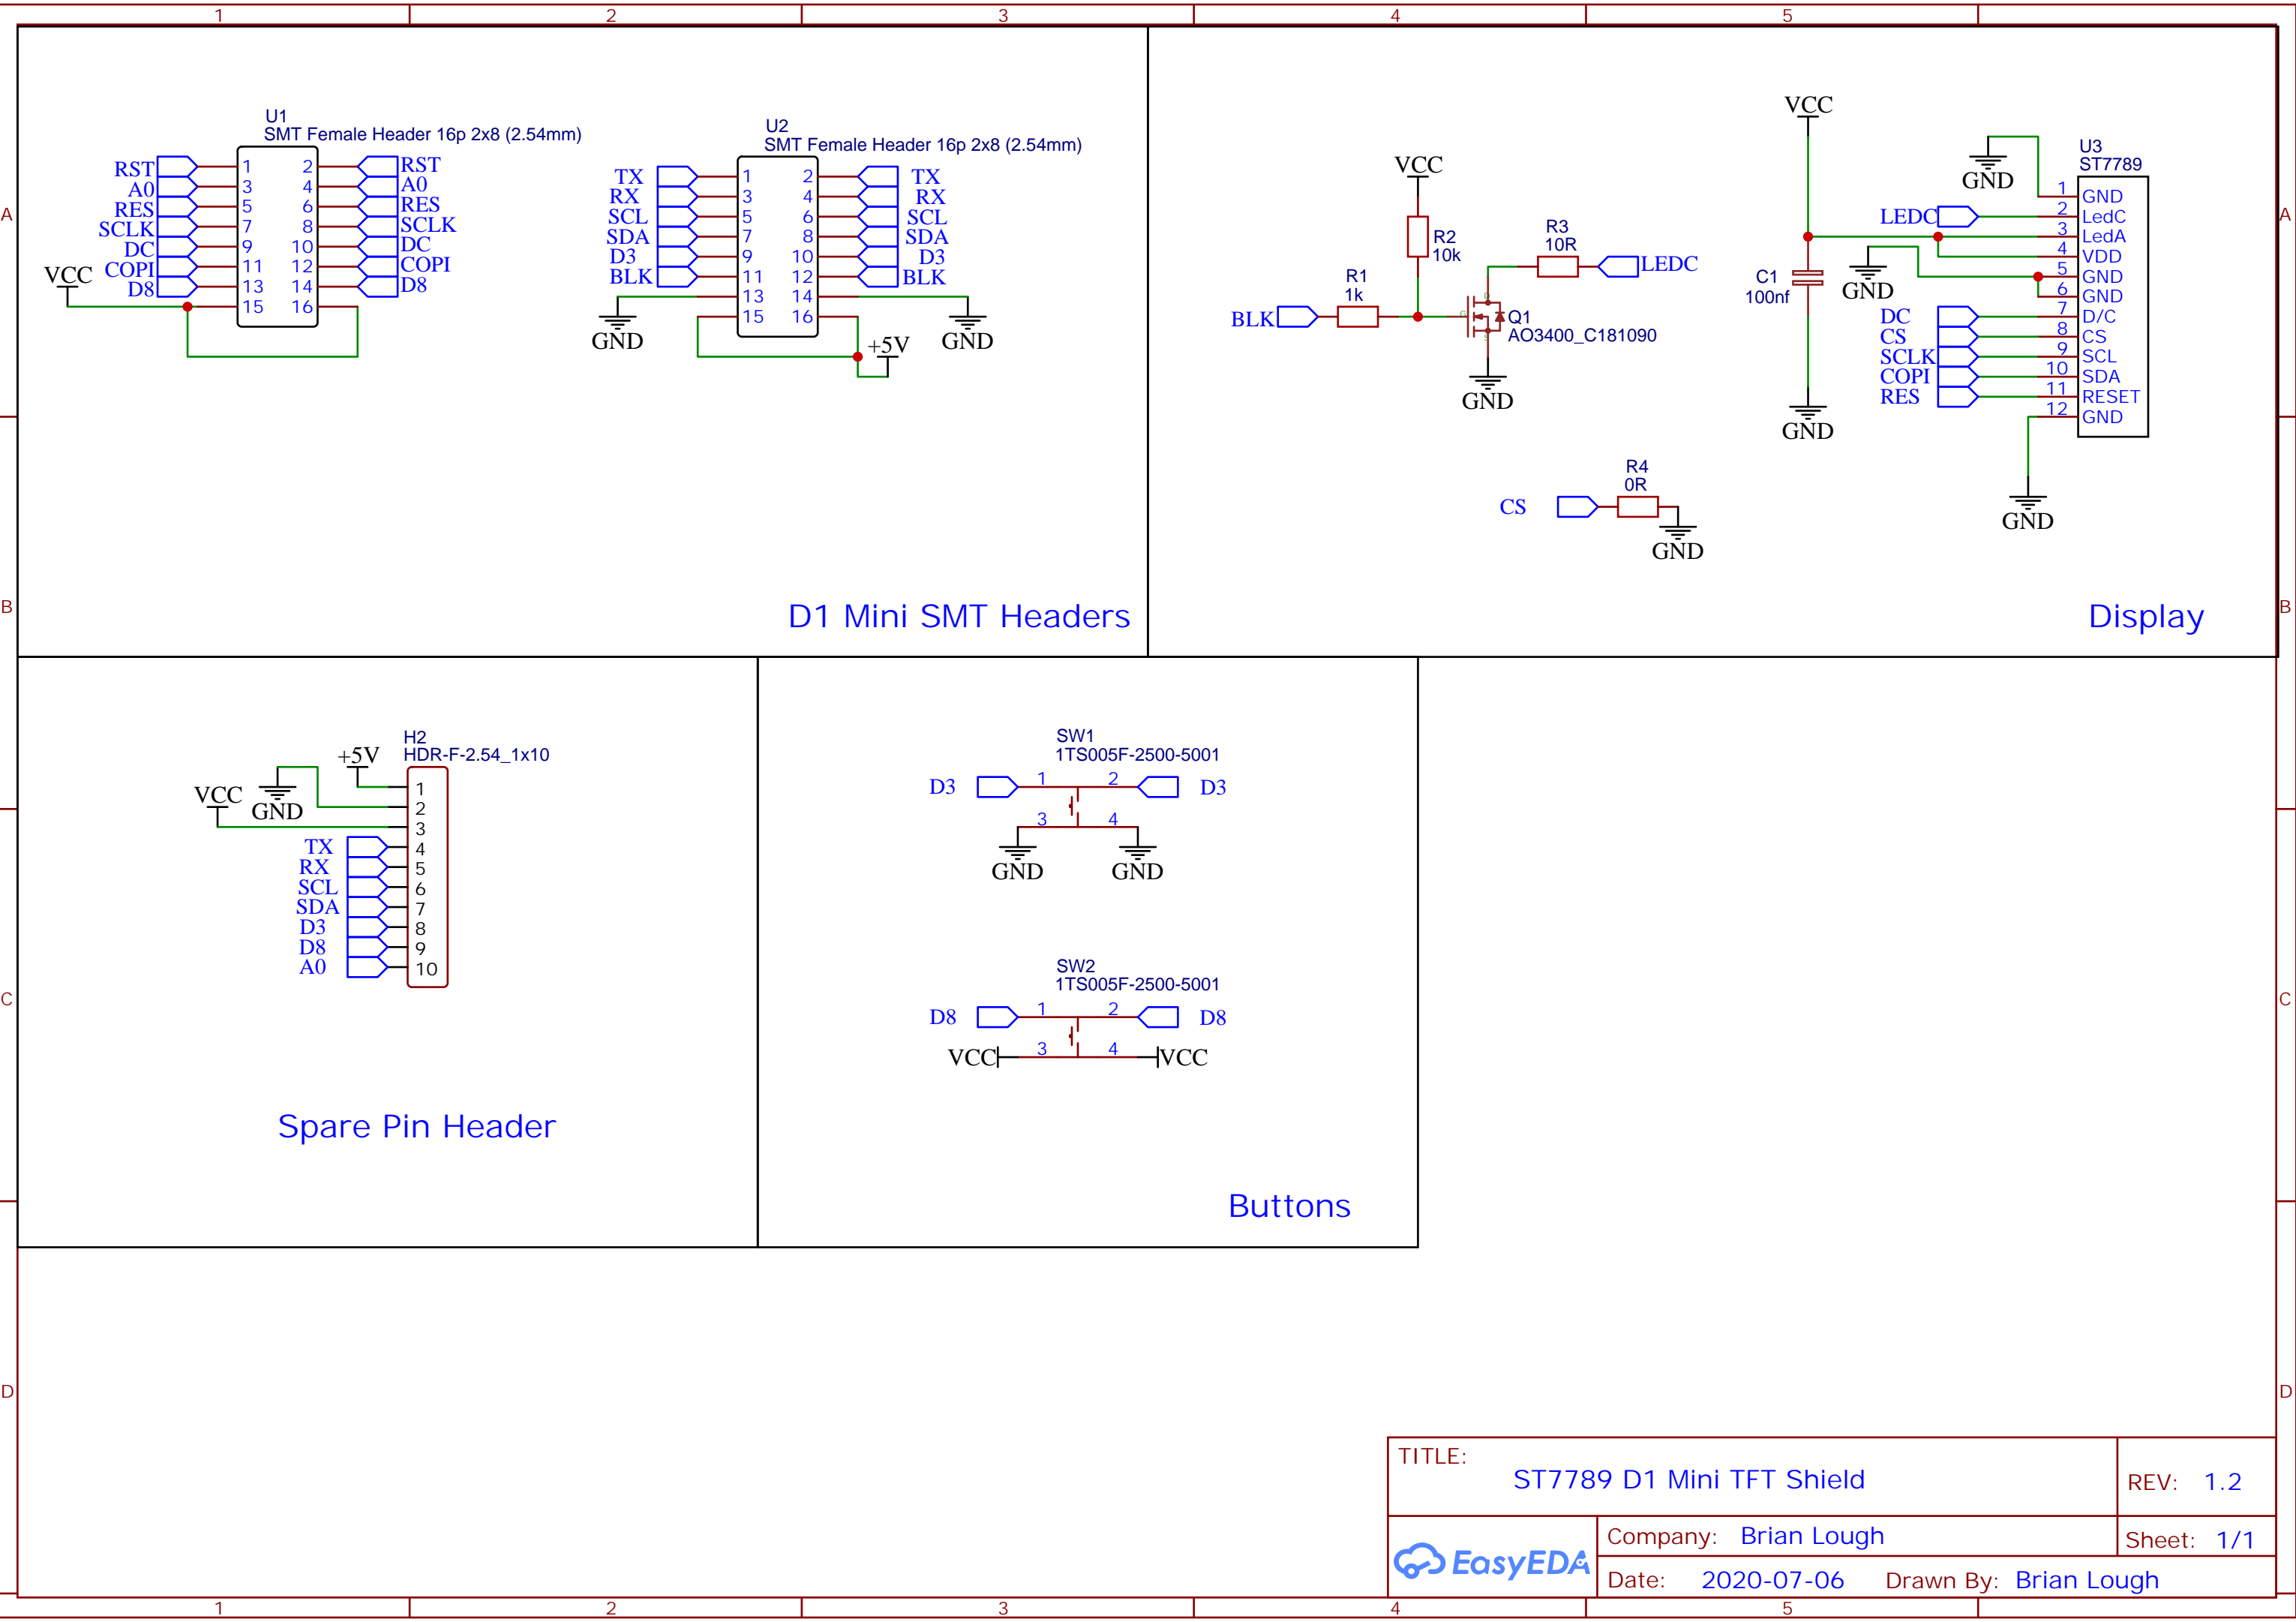 1 2 3 4 5
A
B
C
D
A
B
C
D
U1
SMT Female Header 16p 2x8 (2.54mm)
RST 1 2 RST
A0 3 4 A0
RES 5 6 RES
SCLK 7 8 SCLK
DC 9 10 DC
COPI 11 12 COPI
D8 13 14 D8
VCC 15 16
U2
SMT Female Header 16p 2x8 (2.54mm)
TX 1 2 TX
RX 3 4 RX
SCL 5 6 SCL
SDA 7 8 SDA
D3 9 10 D3
BLK 11 12 BLK
13 14
15 16
GND
+5V
GND
D1 Mini SMT Headers
VCC
R2
10k
R1
1k
BLK
R3
10R
LEDC
G
D
S
Q1
AO3400_C181090
GND
CS
R4
0R
GND
VCC
C1
100nf
GND
GND
GND
U3
ST7789
1 GND
LEDC 2 LedC
3 LedA
4 VDD
5 GND
6 GND
DC 7 D/C
CS 8 CS
SCLK 9 SCL
COPI 10 SDA
RES 11 RESET
12 GND
GND
Display
H2
HDR-F-2.54_1x10
+5V 1
GND 2
VCC 3
TX 4
RX 5
SCL 6
SDA 7
D3 8
D8 9
A0 10
Spare Pin Header
SW1
1TS005F-2500-5001
D3 1 2 D3
3 4
GND GND
SW2
1TS005F-2500-5001
D8 1 2 D8
VCC 3 4 VCC
Buttons
TITLE:
ST7789 D1 Mini TFT Shield
REV: 1.2
EasyEDA
Company: Brian Lough
Sheet: 1/1
Date: 2020-07-06 Drawn By: Brian Lough
1 2 3 4 5